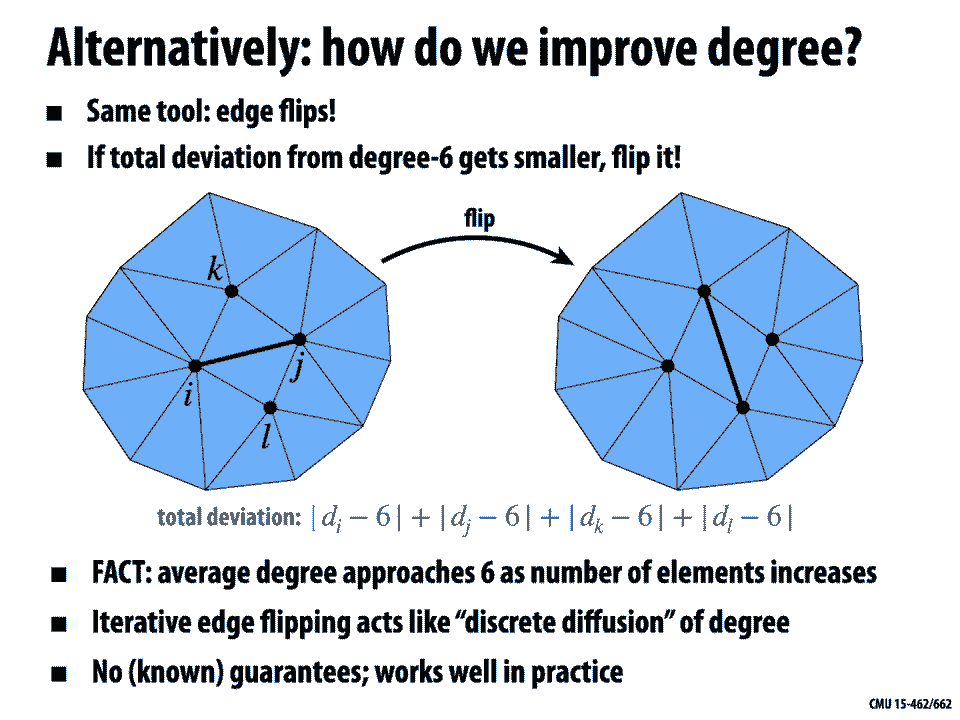 Alternatively: how do we improve degree?
■ Same tool: edge flips!
■ If total deviation from degree-6 gets smaller, flip it!
flip
k
j
i
l
total deviation: |d_i − 6| + |d_j − 6| + |d_k − 6| + |d_l − 6|
■ FACT: average degree approaches 6 as number of elements increases
■ Iterative edge flipping acts like “discrete diffusion” of degree
■ No (known) guarantees; works well in practice
CMU 15-462/662